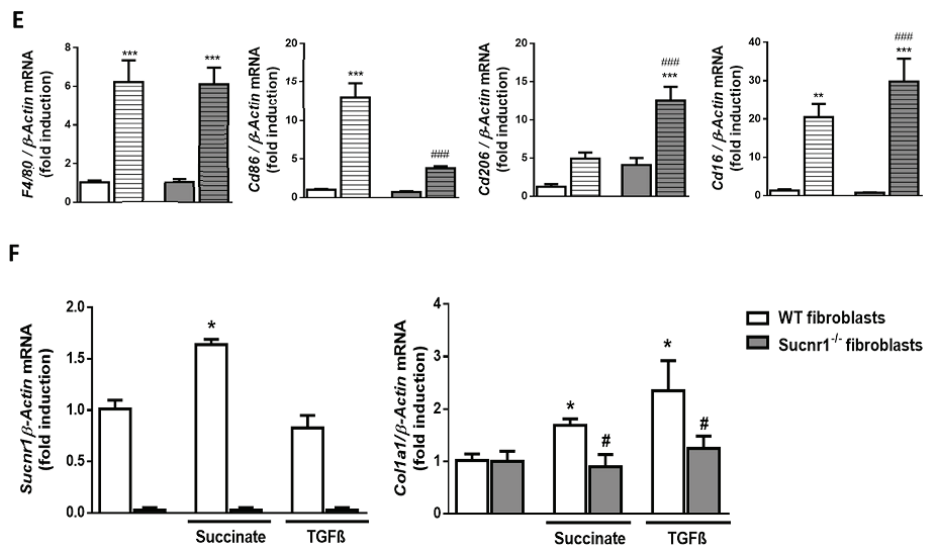 E
F4/80 / β-Actin mRNA
(fold induction)
8
6
4
2
0
***
***
Cd86 / β-Actin mRNA
(fold induction)
20
15
10
5
0
***
###
Cd206 / β-Actin mRNA
(fold induction)
20
15
10
5
0
###
***
Cd16 / β-Actin mRNA
(fold induction)
40
30
20
10
0
**
###
***
F
Sucnr1β-Actin mRNA
(fold induction)
2.0
1.5
1.0
0.5
0.0
*
Succinate
TGFß
Col1a1/β-Actin mRNA
(fold induction)
4
3
2
1
0
*
#
*
#
Succinate
TGFß
WT fibroblasts
Sucnr1-/- fibroblasts